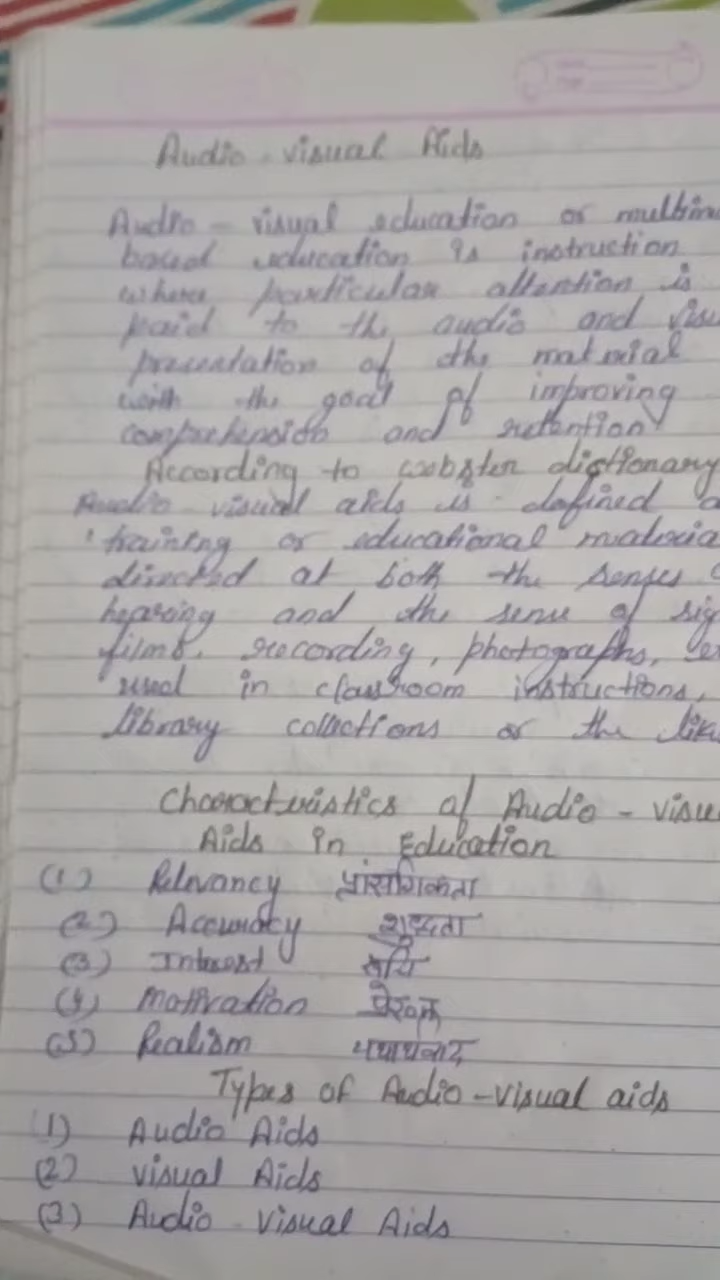 Audio - visual Aids
Audio - visual education or multim
based education is instruction
where particular attention is
paid to the audio and visu
presentation of the material
with the goal of improving
comprehension and retention
According to webster dictionary
Audio visual aids is defined a
'training or educational materia
directed at both the senses
hearing and the sense of sig
films, recording, photographs,
used in classroom instructions,
library collections or the like
Characteristics of Audio - visu
Aids in Education
(1) Relevancy प्रांसगिकता
(2) Accuracy शुद्धता
(3) Interest रूचि
(4) Motivation प्रेरक
(5) Realism यथार्थवाद
Types of Audio-visual aids
(1) Audio Aids
(2) visual Aids
(3) Audio - visual Aids